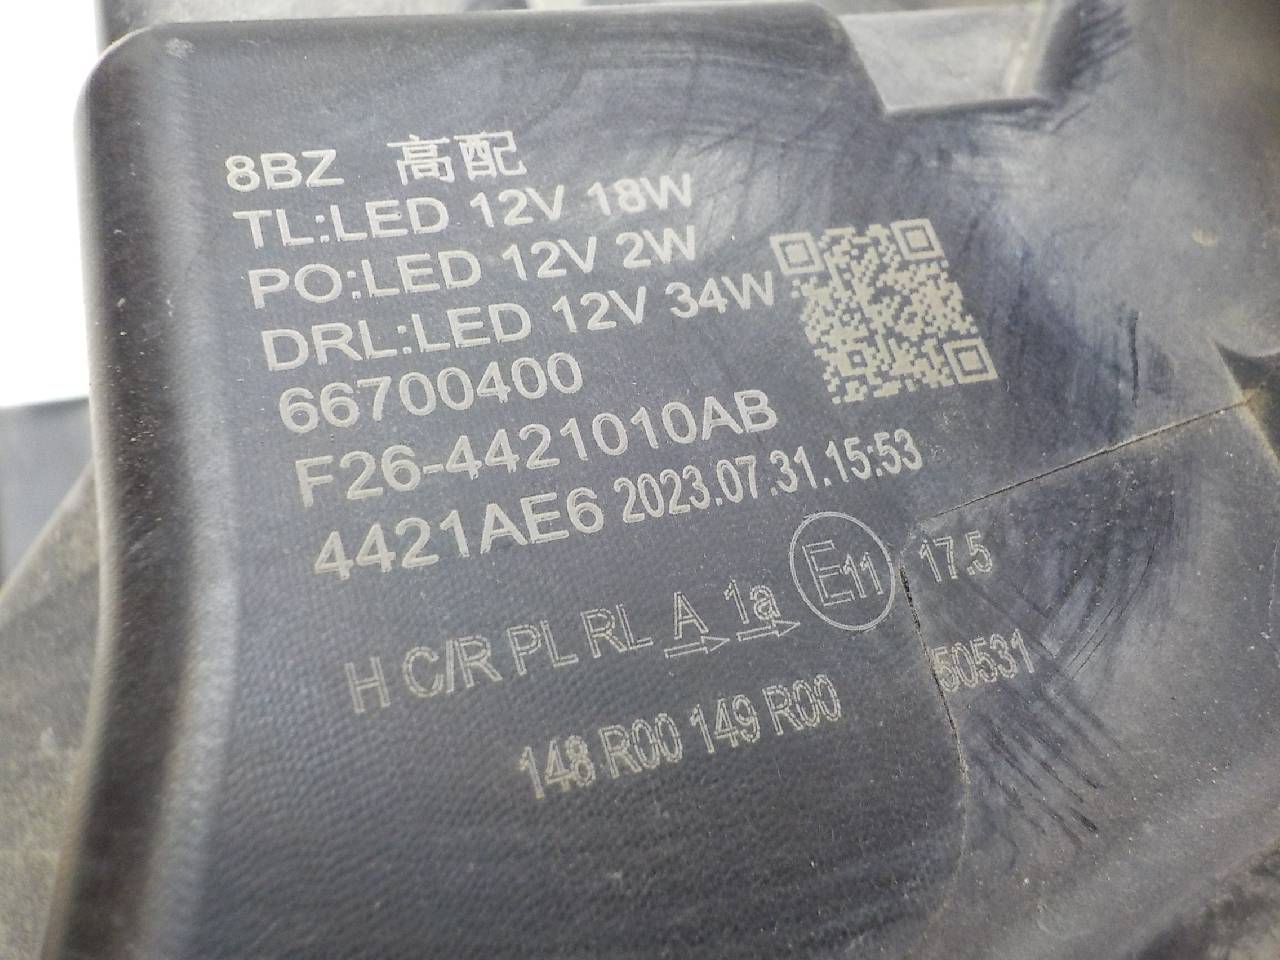 8BZ 高配
TL:LED 12V 18W
PO:LED 12V 2W
DRL:LED 12V 34W
66700400
F26-4421010AB
4421AE6 2023.07.31.15:53
H C/R PL RL A 1a E11 17.5
148 R00 149 R00 50531